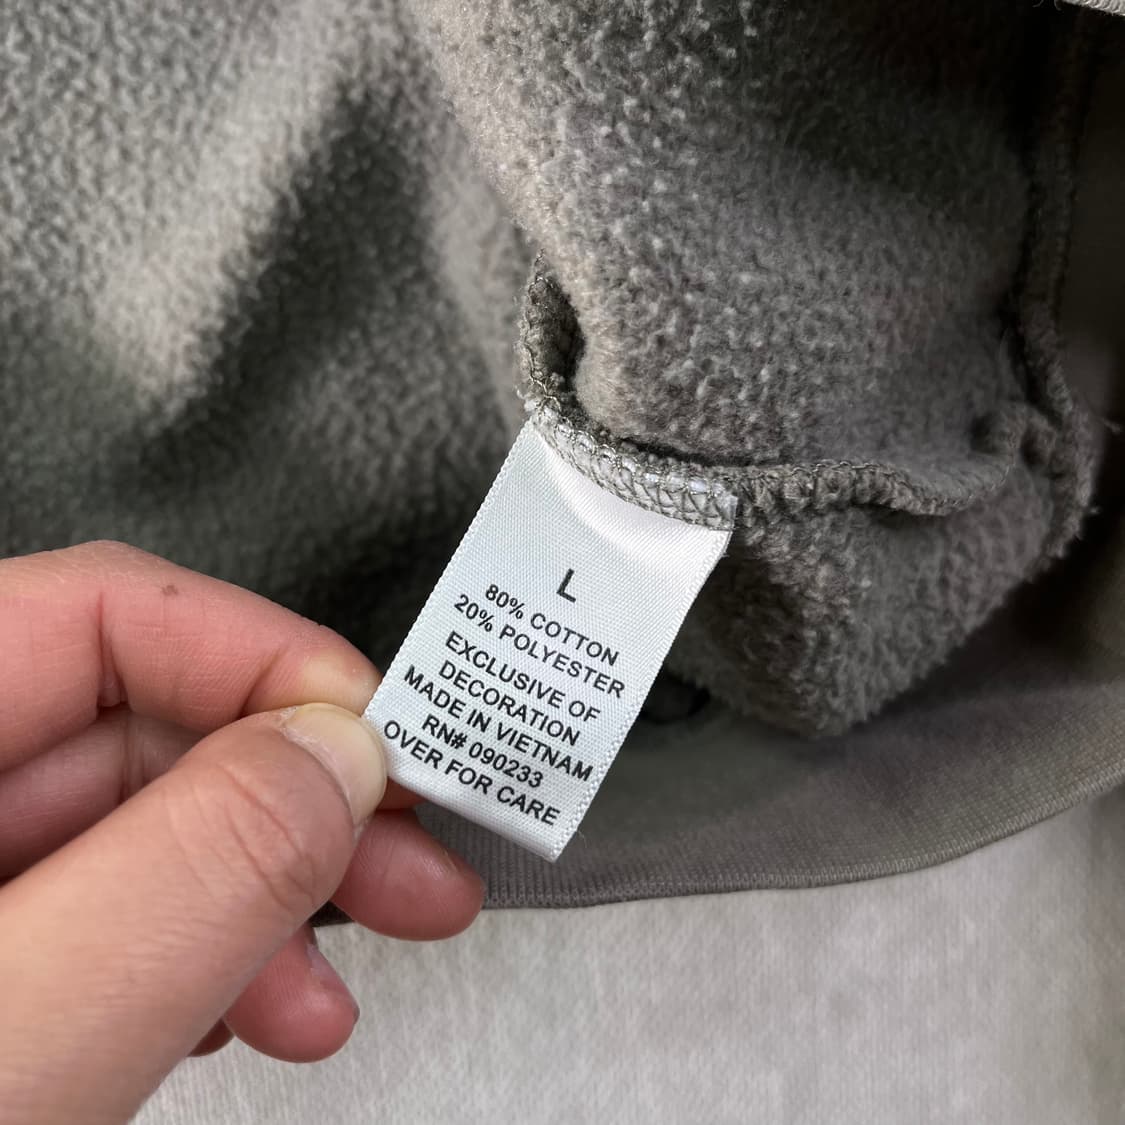 L
80% COTTON
20% POLYESTER
EXCLUSIVE OF
DECORATION
MADE IN VIETNAM
RN# 090233
OVER FOR CARE